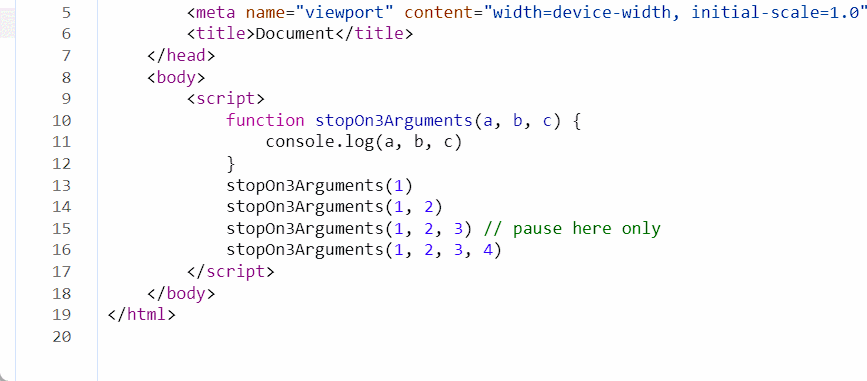 5 <meta name="viewport" content="width=device-width, initial-scale=1.0"
6 <title>Document</title>
7 </head>
8 <body>
9 <script>
10 function stopOn3Arguments(a, b, c) {
11 console.log(a, b, c)
12 }
13 stopOn3Arguments(1)
14 stopOn3Arguments(1, 2)
15 stopOn3Arguments(1, 2, 3) // pause here only
16 stopOn3Arguments(1, 2, 3, 4)
17 </script>
18 </body>
19 </html>
20